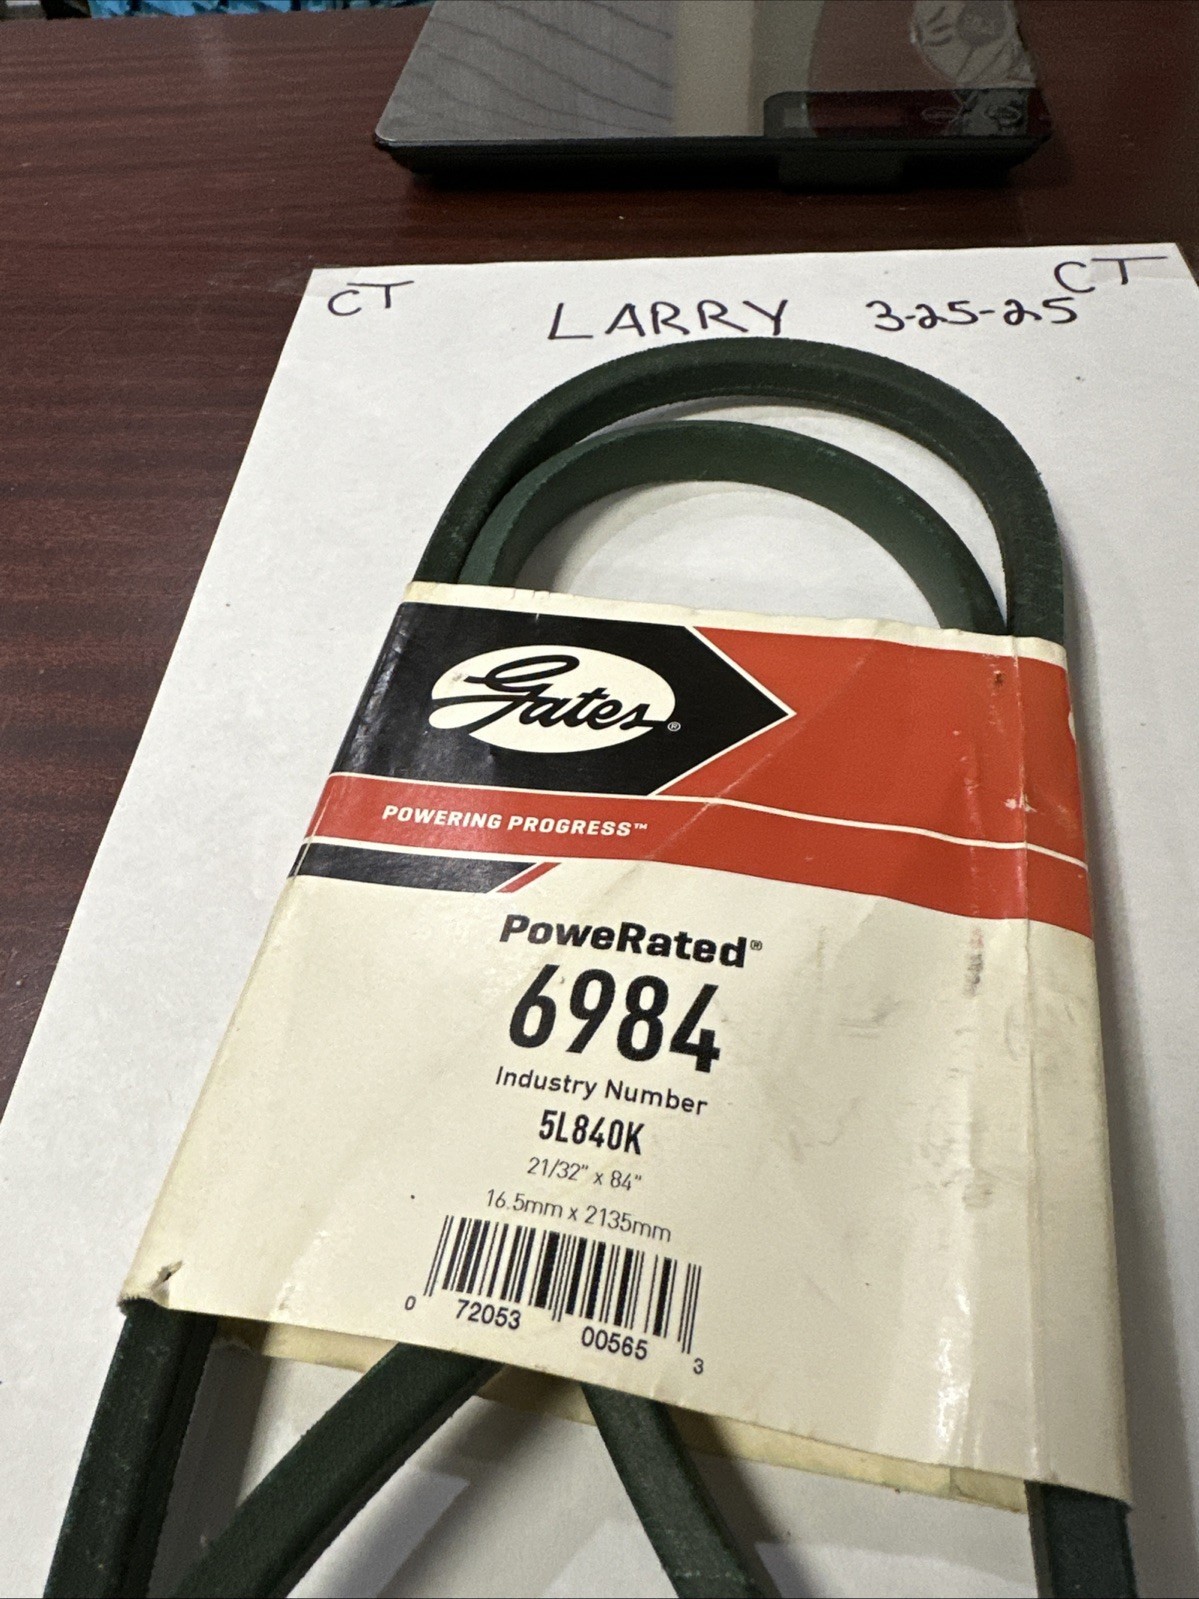 CT
CT
LARRY 3-25-25
Gates®
POWERING PROGRESS™
PoweRated®
6984
Industry Number
5L840K
21/32" x 84"
16.5mm x 2135mm
0 72053 00565 3